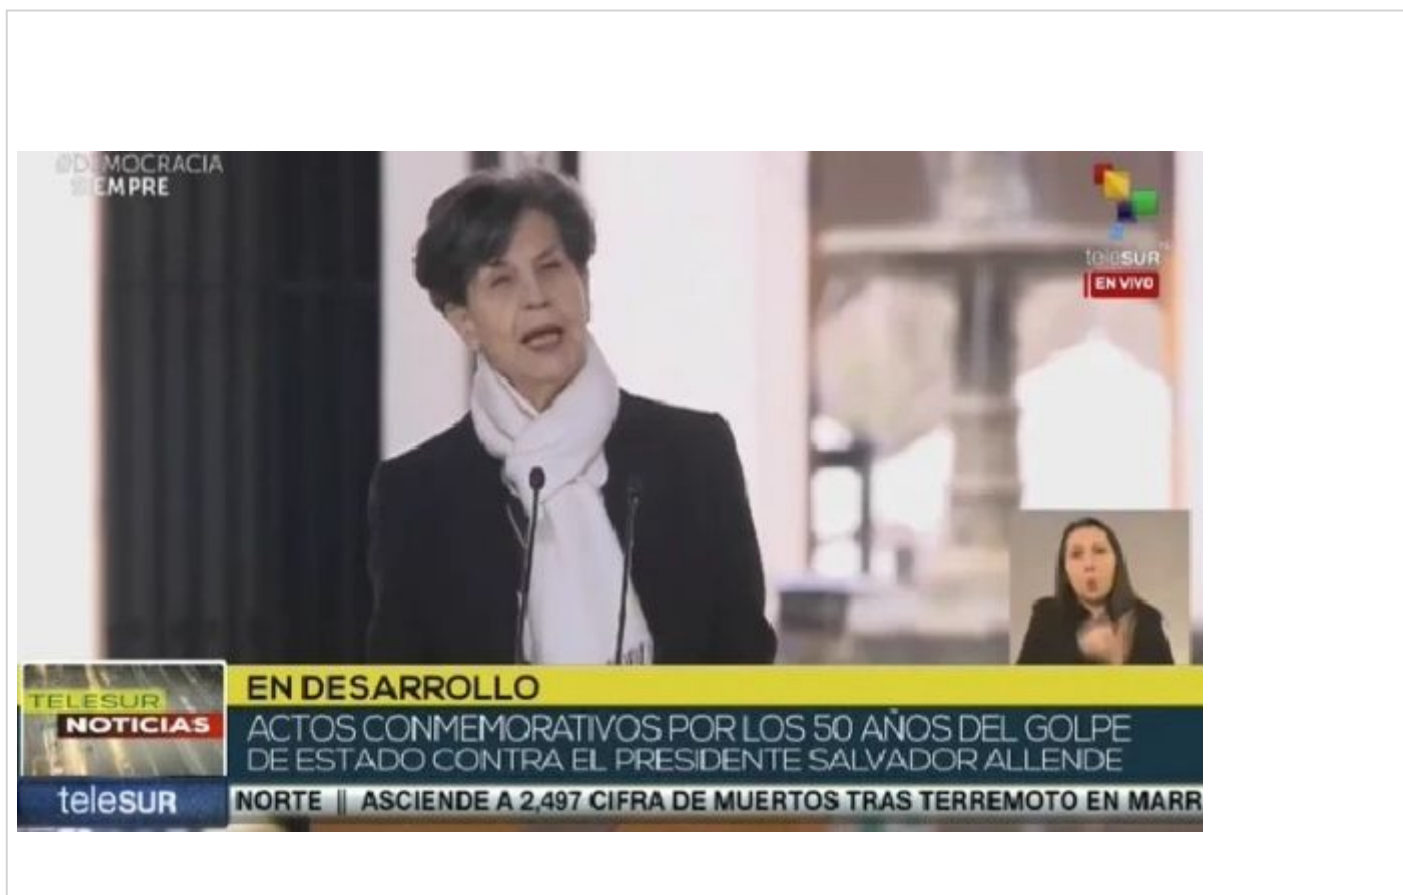 #DEMOCRACIA
SIEMPRE
teleSUR
EN VIVO
EN DESARROLLO
TELESUR
NOTICIAS
ACTOS CONMEMORATIVOS POR LOS 50 AÑOS DEL GOLPE
DE ESTADO CONTRA EL PRESIDENTE SALVADOR ALLENDE
teleSUR
NORTE || ASCIENDE A 2,497 CIFRA DE MUERTOS TRAS TERREMOTO EN MARR